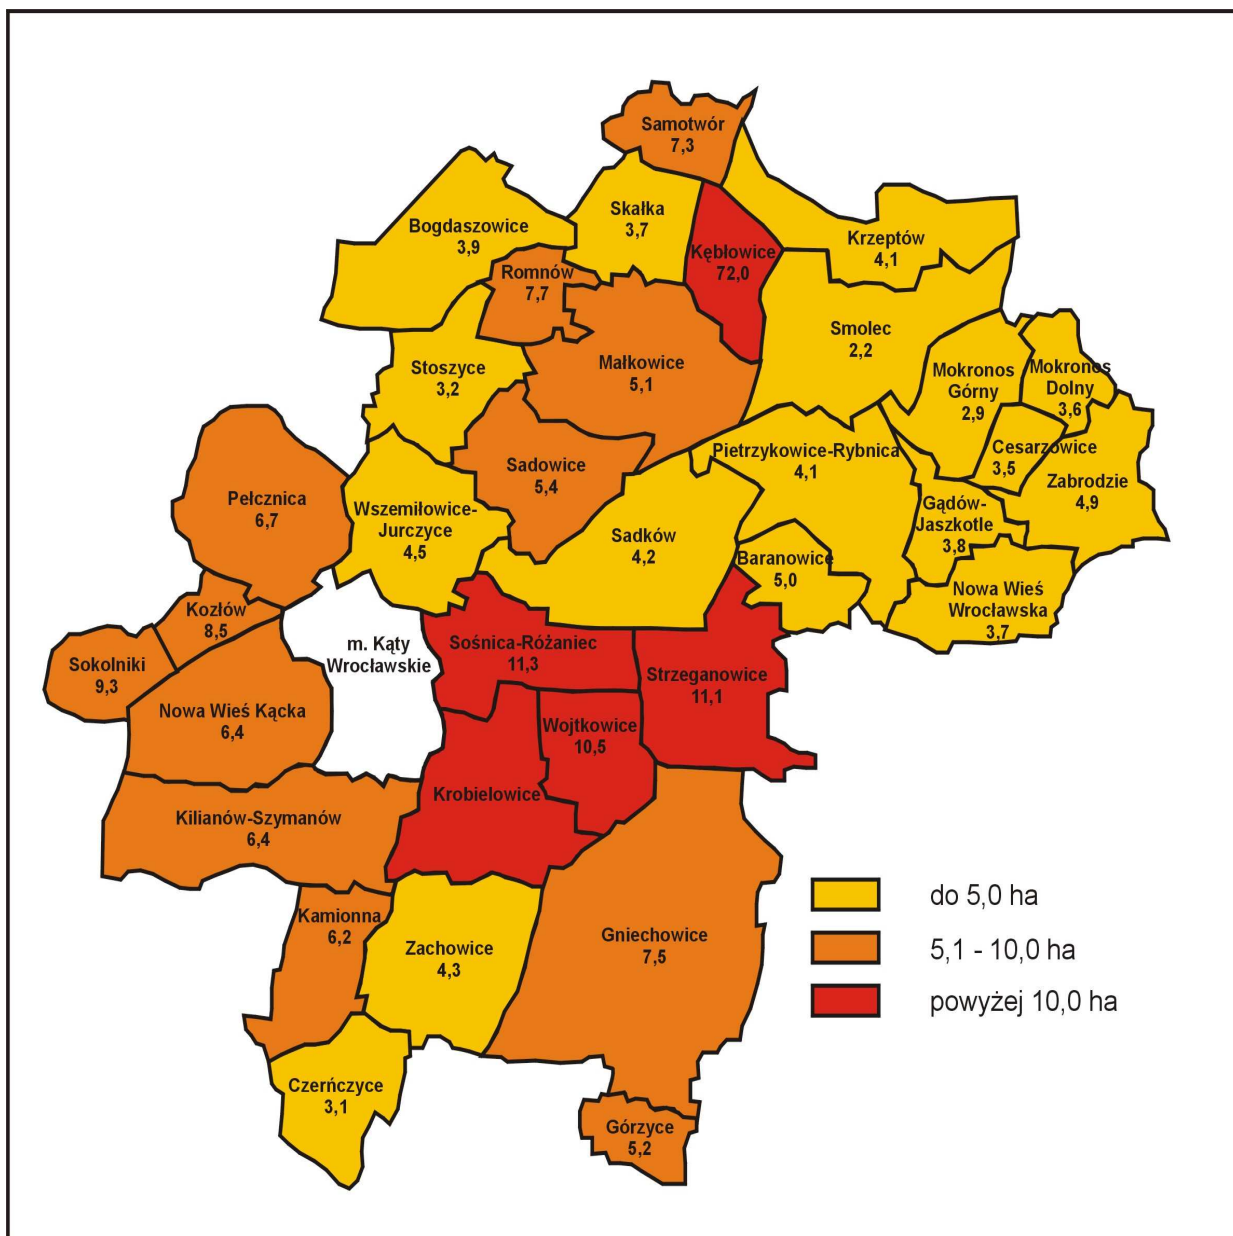 Samotwór
7,3
Skałka
3,7
Bogdaszowice
3,9
Krzeptów
4,1
Kębłowice
72,0
Romnów
7,7
Smolec
2,2
Małkowice
5,1
Stoszyce
3,2
Mokronos
Górny
2,9
Mokronos
Dolny
3,6
Cesarzowice
3,5
Pietrzykowice-Rybnica
4,1
Sadowice
5,4
Zabrodzie
4,9
Pełcznica
6,7
Wszemiłowice-
Jurczyce
4,5
Gądów-
Jaszkotle
3,8
Sadków
4,2
Baranowice
5,0
Nowa Wieś
Wrocławska
3,7
Kozłów
8,5
Sokolniki
9,3
m. Kąty
Wrocławskie
Sośnica-Różaniec
11,3
Strzeganowice
11,1
Nowa Wieś Kącka
6,4
Wojtkowice
10,5
Krobielowice
Kilianów-Szymanów
6,4
Kamionna
6,2
Zachowice
4,3
Gniechowice
7,5
Czerńczyce
3,1
Górzyce
5,2
do 5,0 ha
5,1 - 10,0 ha
powyżej 10,0 ha